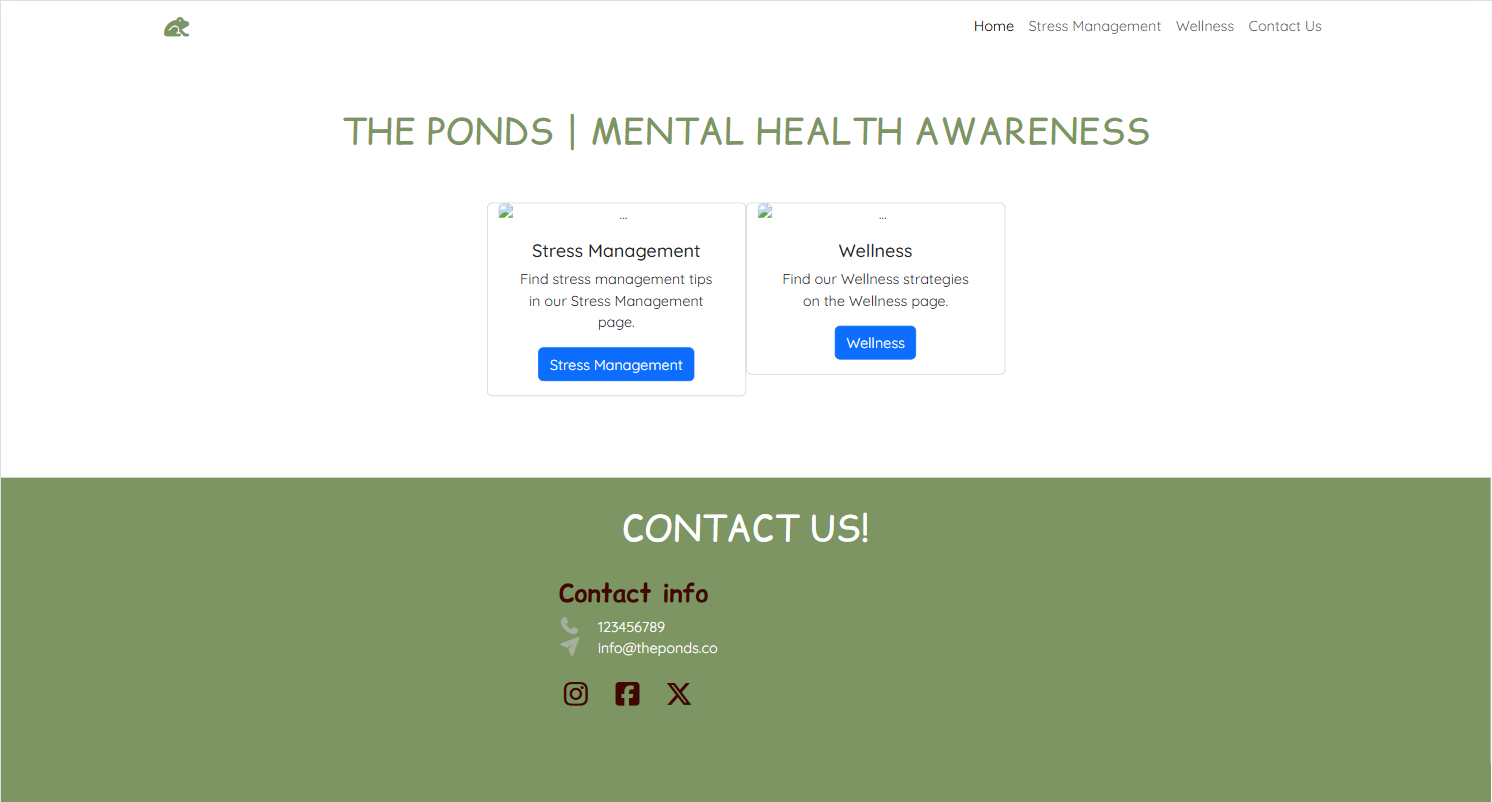 Home Stress Management Wellness Contact Us
THE PONDS | MENTAL HEALTH AWARENESS
...
Stress Management
Find stress management tips
in our Stress Management
page.
Stress Management
...
Wellness
Find our Wellness strategies
on the Wellness page.
Wellness
CONTACT US!
Contact info
123456789
info@theponds.co